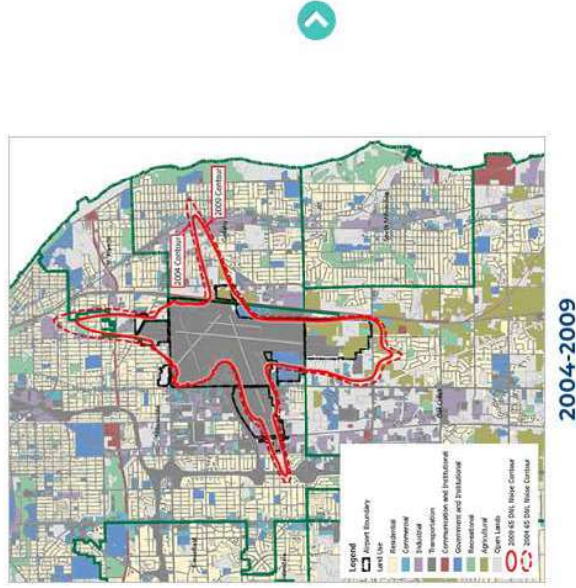 2004 Contour
2009 Contour
Legend
Airport Boundary
Land Use
Residential
Commercial
Industrial
Transportation
Communication and Institutional
Government and Institutional
Recreational
Agricultural
Open Lands
2009 65 DNL Noise Contour
2004 65 DNL Noise Contour
2004-2009